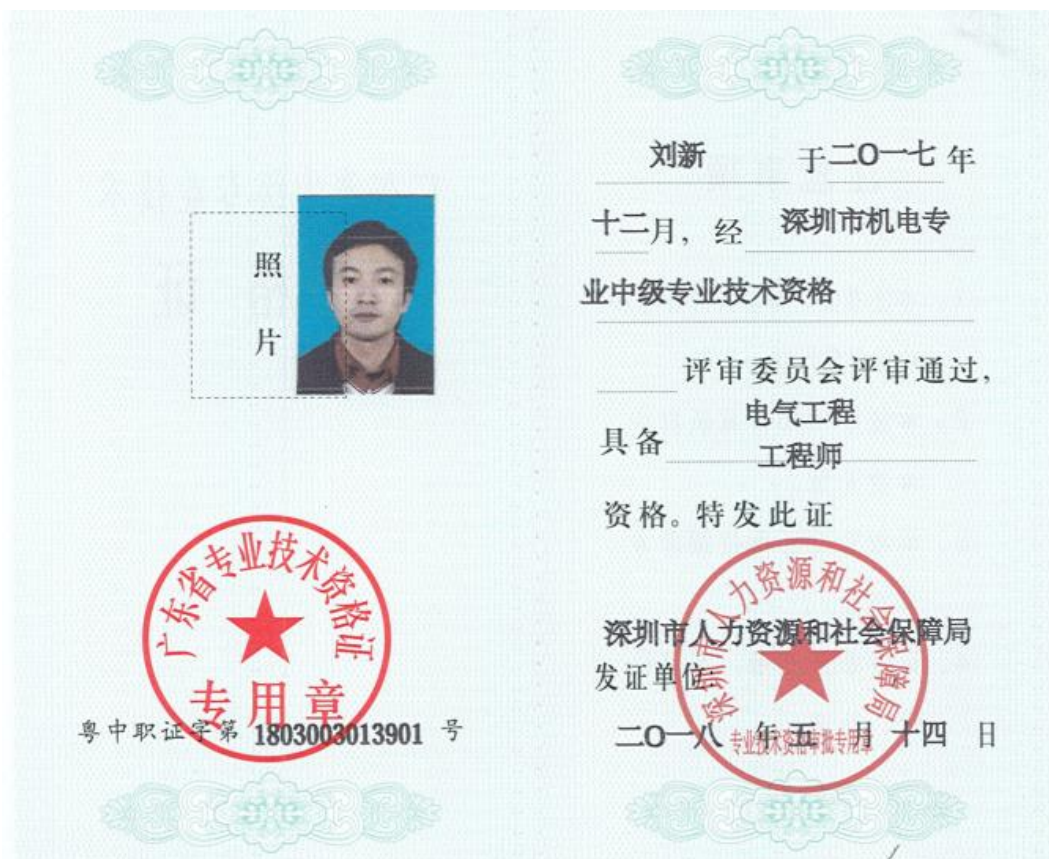 照
片
广东省专业技术资格证
专用章
粤中职证字第 1803003013901 号
刘新 于二〇一七年
十二月，经 深圳市机电专
业中级专业技术资格
评审委员会评审通过，
具备 电气工程
工程师
资格。特发此证
深圳市人力资源和社会保障局
发证单位：
二〇一八 年 五 月 十四 日
深圳市人力资源和社会保障局
专业技术资格审批专用章